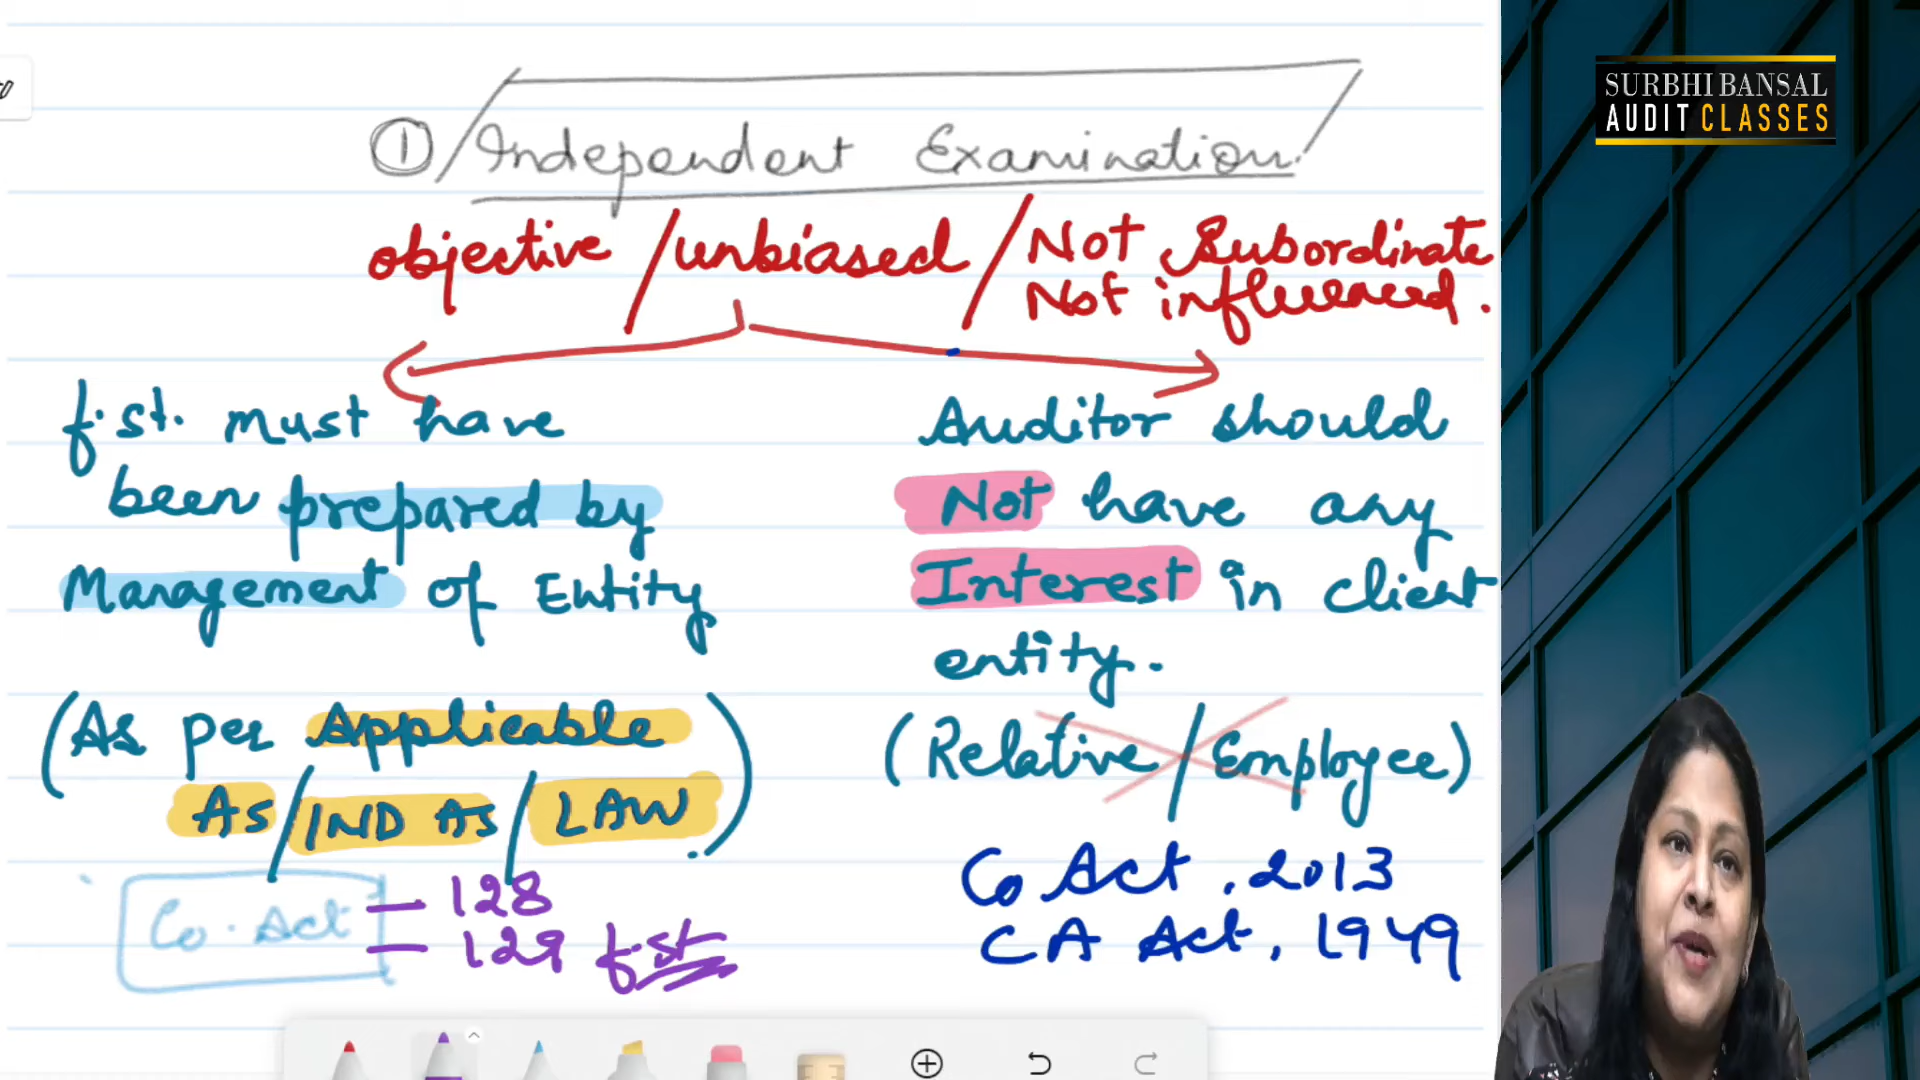 SURBHI BANSAL
AUDIT CLASSES
① Independent Examination.
objective / unbiased / Not Subordinate
Not influenced.
f.st. must have
been prepared by
Management of Entity
(As per Applicable
AS / IND AS / LAW.)
Co. Act — 128
— 129 f.st
Auditor should
Not have any
Interest in client
entity.
(Relative / Employee)
Co Act, 2013
CA Act, 1949